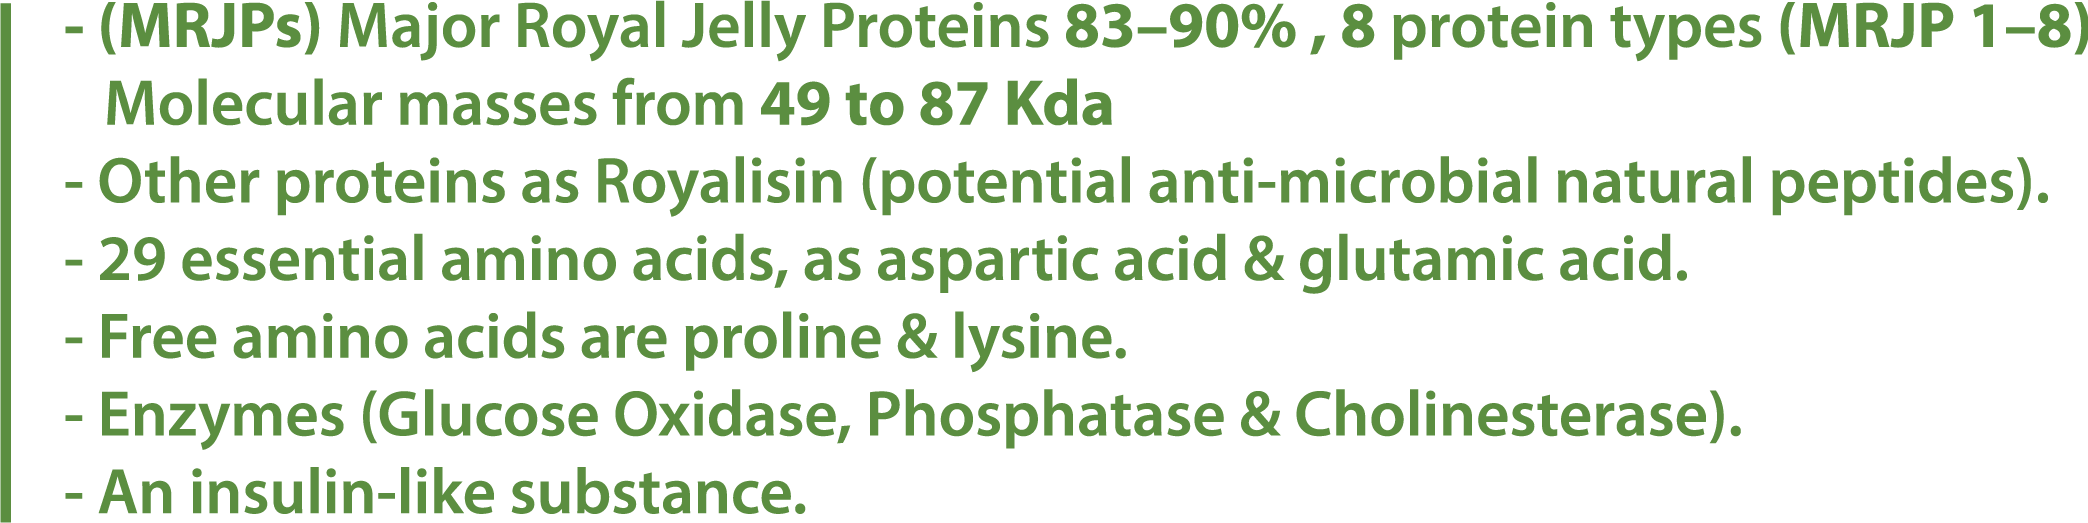 - (MRJPs) Major Royal Jelly Proteins 83–90% , 8 protein types (MRJP 1–8)
Molecular masses from 49 to 87 Kda
- Other proteins as Royalisin (potential anti-microbial natural peptides).
- 29 essential amino acids, as aspartic acid & glutamic acid.
- Free amino acids are proline & lysine.
- Enzymes (Glucose Oxidase, Phosphatase & Cholinesterase).
- An insulin-like substance.